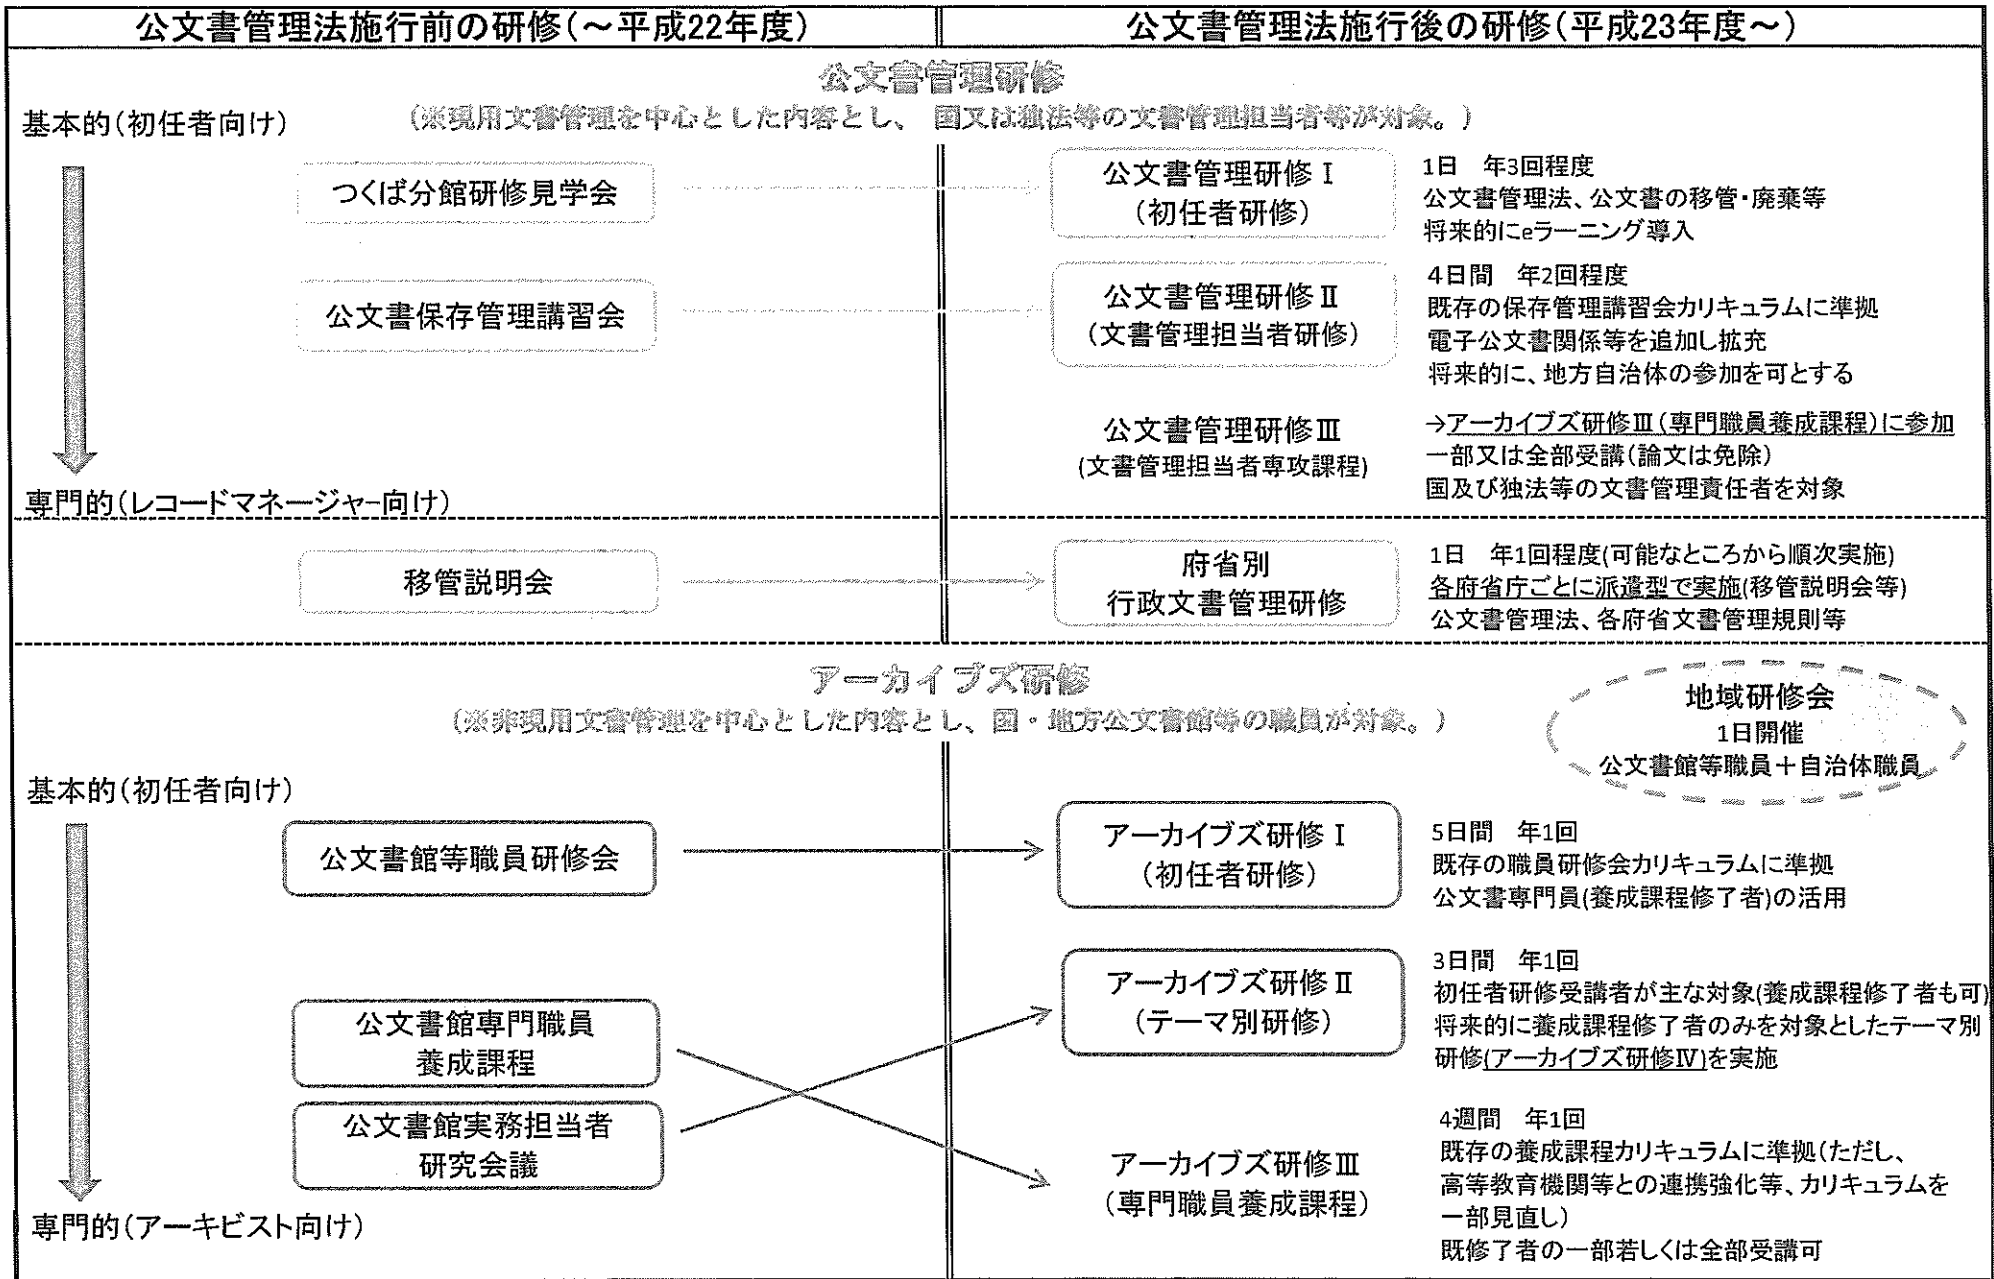 公文書管理法施行前の研修(～平成22年度)
公文書管理法施行後の研修(平成23年度～)
公文書管理研修
(※現用文書管理を中心とした内容とし、 国又は独法等の文書管理担当者等が対象。)
基本的(初任者向け)
つくば分館研修見学会
公文書管理研修Ⅰ
(初任者研修)
1日 年3回程度
公文書管理法、公文書の移管・廃棄等
将来的にeラーニング導入
公文書保存管理講習会
公文書管理研修Ⅱ
(文書管理担当者研修)
4日間 年2回程度
既存の保存管理講習会カリキュラムに準拠
電子公文書関係等を追加し拡充
将来的に、地方自治体の参加を可とする
公文書管理研修Ⅲ
(文書管理担当者専攻課程)
→アーカイブズ研修Ⅲ(専門職員養成課程)に参加
一部又は全部受講(論文は免除)
国及び独法等の文書管理責任者を対象
専門的(レコードマネージャー向け)
移管説明会
府省別
行政文書管理研修
1日 年1回程度(可能なところから順次実施)
各府省庁ごとに派遣型で実施(移管説明会等)
公文書管理法、各府省文書管理規則等
アーカイブズ研修
(※非現用文書管理を中心とした内容とし、国・地方公文書館等の職員が対象。)
地域研修会
1日開催
公文書館等職員＋自治体職員
基本的(初任者向け)
公文書館等職員研修会
アーカイブズ研修Ⅰ
(初任者研修)
5日間 年1回
既存の職員研修会カリキュラムに準拠
公文書専門員(養成課程修了者)の活用
公文書館専門職員
養成課程
アーカイブズ研修Ⅱ
(テーマ別研修)
3日間 年1回
初任者研修受講者が主な対象(養成課程修了者も可)
将来的に養成課程修了者のみを対象としたテーマ別
研修(アーカイブズ研修Ⅳ)を実施
公文書館実務担当者
研究会議
アーカイブズ研修Ⅲ
(専門職員養成課程)
4週間 年1回
既存の養成課程カリキュラムに準拠(ただし、
高等教育機関等との連携強化等、カリキュラムを
一部見直し)
既修了者の一部若しくは全部受講可
専門的(アーキビスト向け)